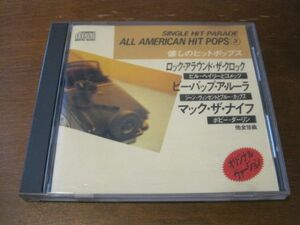 SINGLE HIT PARADE
ALL AMERICAN HIT POPS
懐しのヒットポップス
ロック・アラウンド・ザ・クロック
ビル・ヘイリーとコメッツ
ビー・バップ・ア・ルーラ
ジーン・ヴィンセントとブルー・キャップス
マック・ザ・ナイフ
ボビー・ダーリン
他全18曲
オリジナル
ヴァージョン